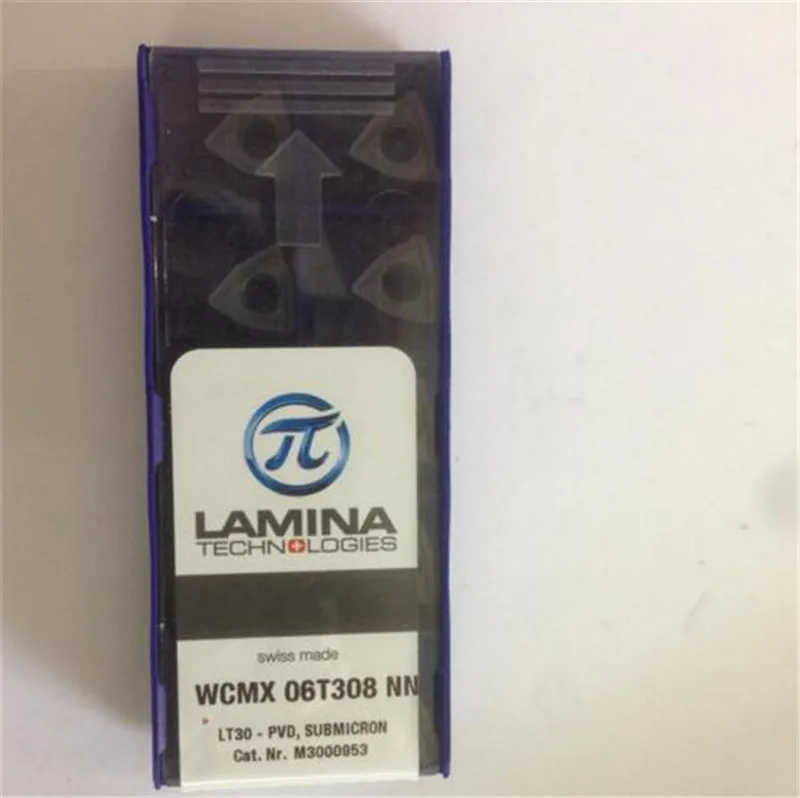 π
LAMINA
TECHNOLOGIES
swiss made
WCMX 06T308 NN
LT30 - PVD, SUBMICRON
Cat. Nr. M3000953